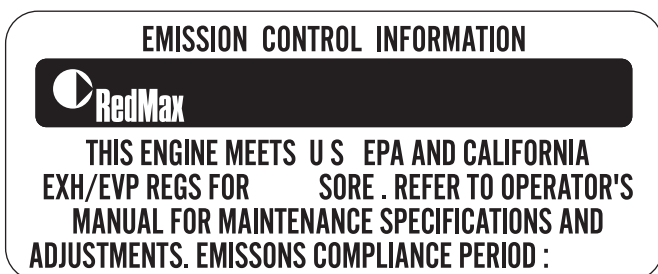 EMISSION CONTROL INFORMATION
RedMax
THIS ENGINE MEETS U S EPA AND CALIFORNIA
EXH/EVP REGS FOR SORE . REFER TO OPERATOR'S
MANUAL FOR MAINTENANCE SPECIFICATIONS AND
ADJUSTMENTS. EMISSONS COMPLIANCE PERIOD :